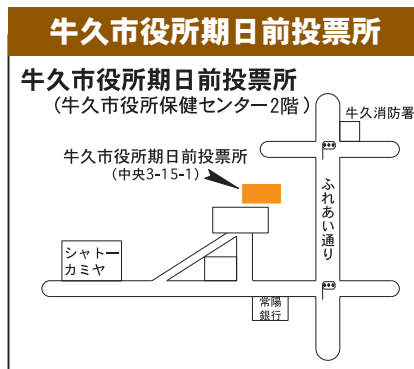 牛久市役所期日前投票所
牛久市役所期日前投票所
(牛久市役所保健センター2階)
牛久消防署
牛久市役所期日前投票所
(中央3-15-1)
ふれあい通り
シャトー
カミヤ
常陽
銀行